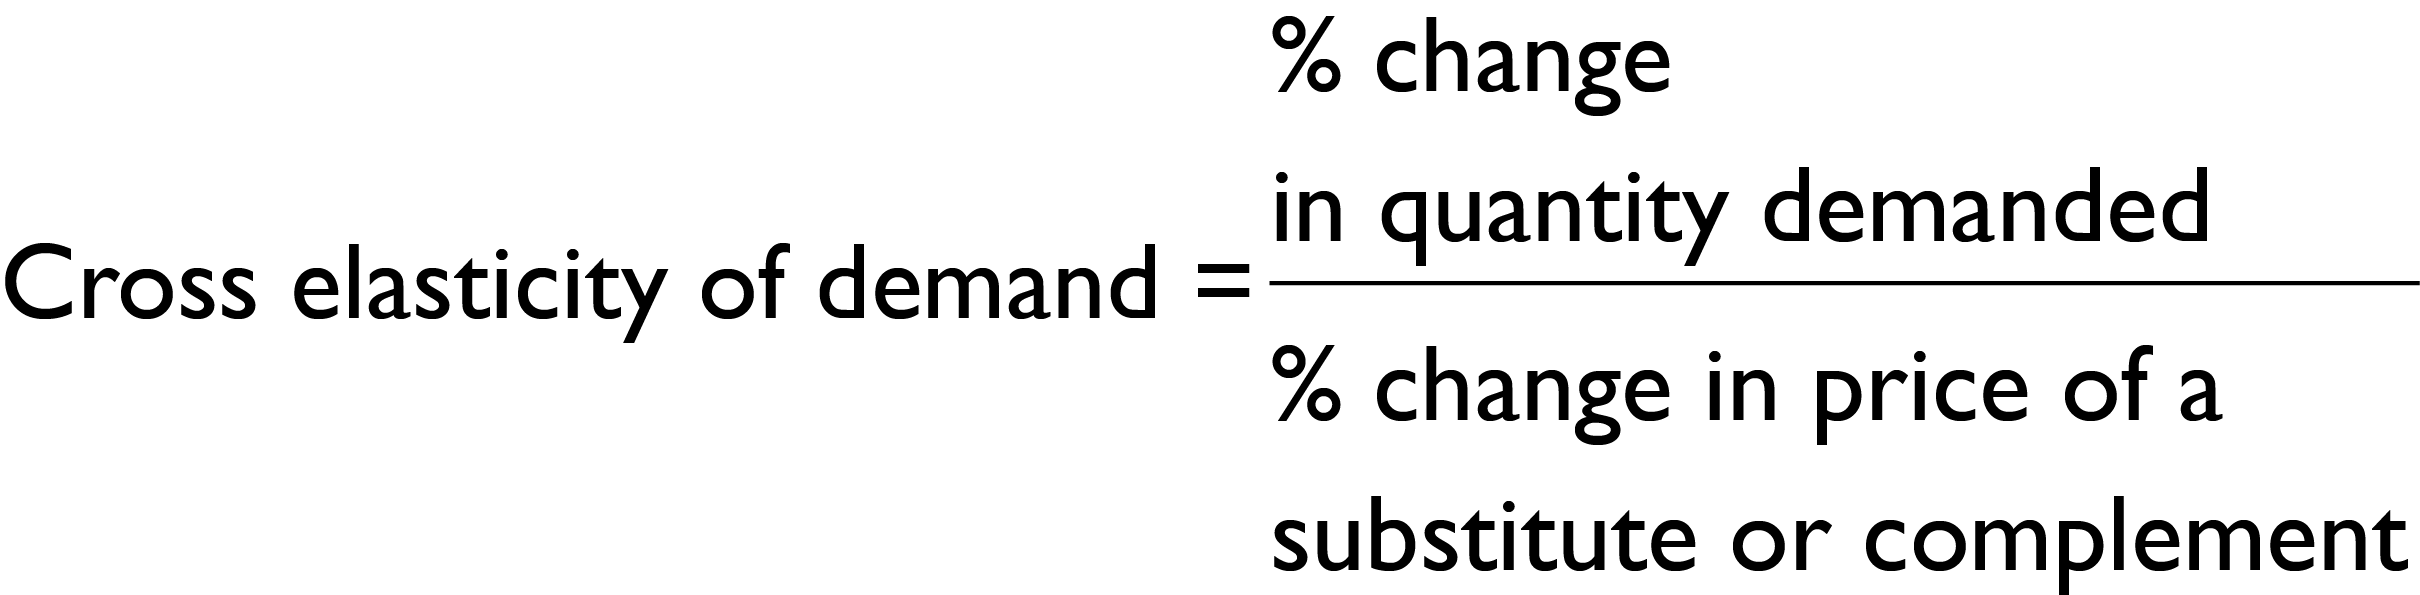 % change
in quantity demanded
Cross elasticity of demand =
% change in price of a
substitute or complement